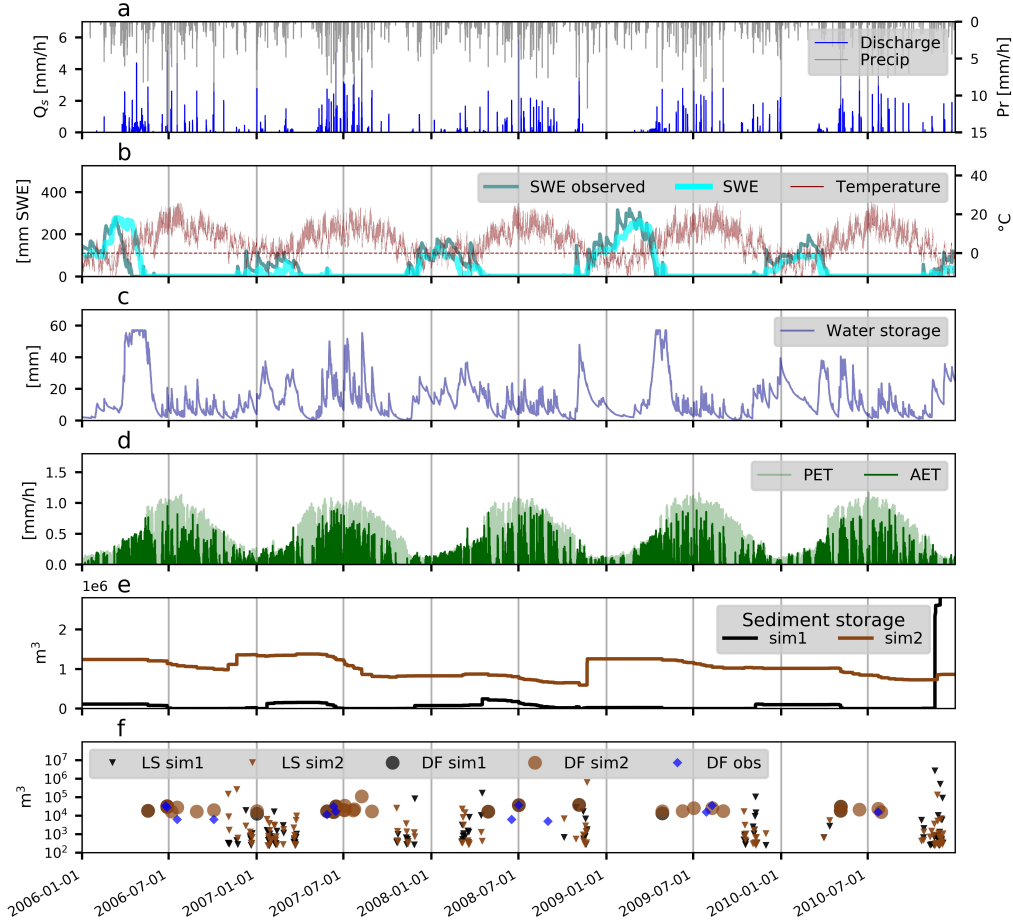 a
Q_s [mm/h]
6
4
2
0
Discharge
Precip
0
5
10
15
Pr [mm/h]
b
[mm SWE]
400
200
0
SWE observed SWE Temperature
40
20
0
°C
c
[mm]
60
40
20
0
Water storage
d
[mm/h]
1.5
1.0
0.5
0.0
PET AET
e
1e6
m³
2
1
0
Sediment storage
sim1 sim2
f
m³
10⁷
10⁶
10⁵
10⁴
10³
10²
LS sim1 LS sim2 DF sim1 DF sim2 DF obs
2006-01-01 2006-07-01 2007-01-01 2007-07-01 2008-01-01 2008-07-01 2009-01-01 2009-07-01 2010-01-01 2010-07-01